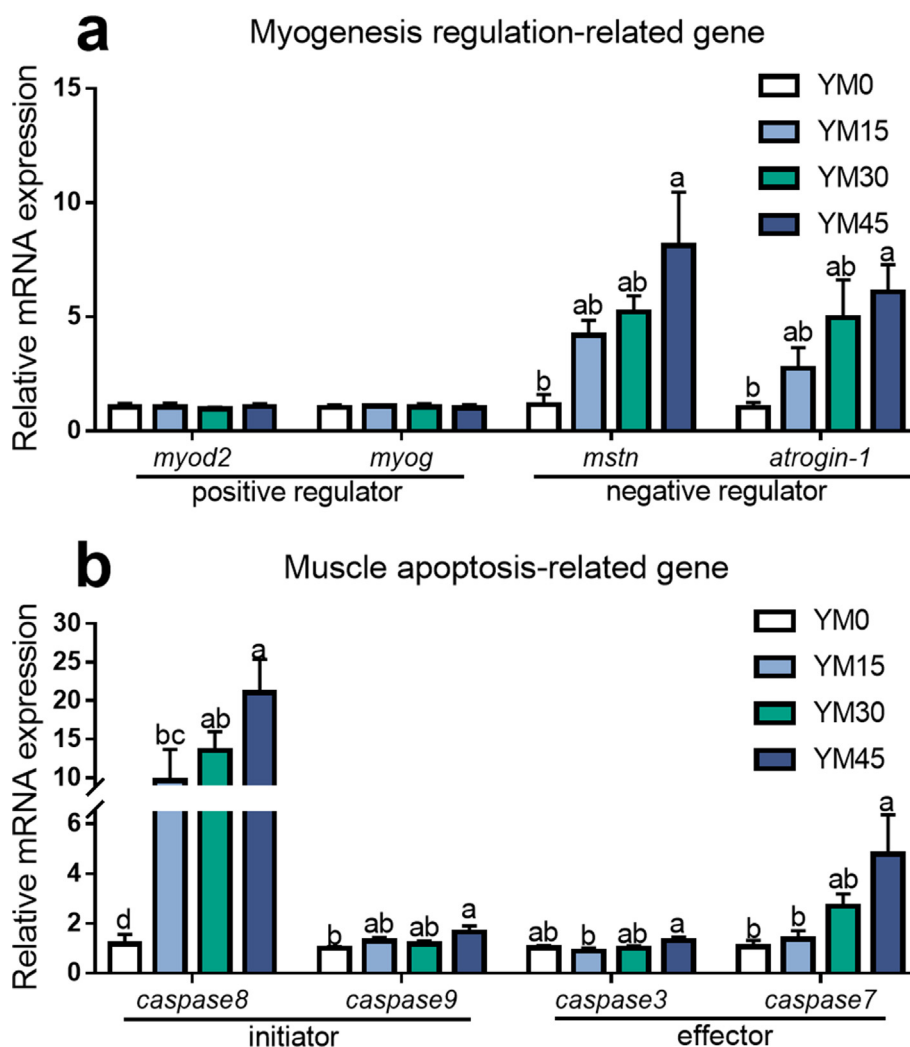 a Myogenesis regulation-related gene
Relative mRNA expression
15
10
5
0
YM0
YM15
YM30
YM45
b ab ab a
b ab ab a
myod2 myog mstn atrogin-1
positive regulator negative regulator
b Muscle apoptosis-related gene
Relative mRNA expression
30
25
20
15
10
6
4
2
0
YM0
YM15
YM30
YM45
d bc ab a
b ab ab a
ab b ab a
b b ab a
caspase8 caspase9 caspase3 caspase7
initiator effector